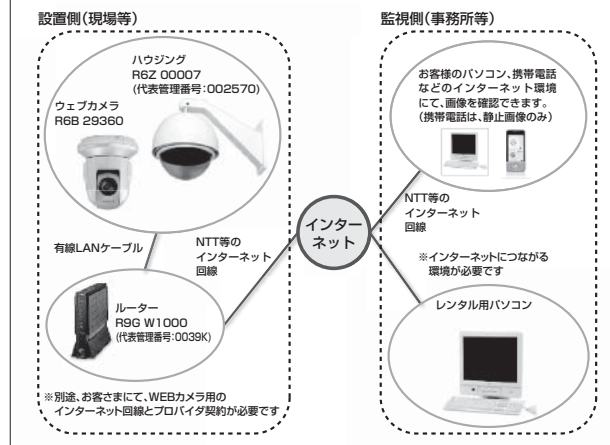 設置側（現場等）
ハウジング
R6Z 00007
（代表管理番号：002570）
ウェブカメラ
R6B 29360
有線LANケーブル
NTT等の
インターネット
回線
ルーター
R9G W1000
（代表管理番号：0039K）
※別途、お客さまにて、WEBカメラ用の
インターネット回線とプロバイダ契約が必要です
インター
ネット
監視側（事務所等）
お客様のパソコン、携帯電話
などのインターネット環境
にて、画像を確認できます。
（携帯電話は、静止画像のみ）
NTT等の
インターネット
回線
※インターネットにつながる
環境が必要です
レンタル用パソコン